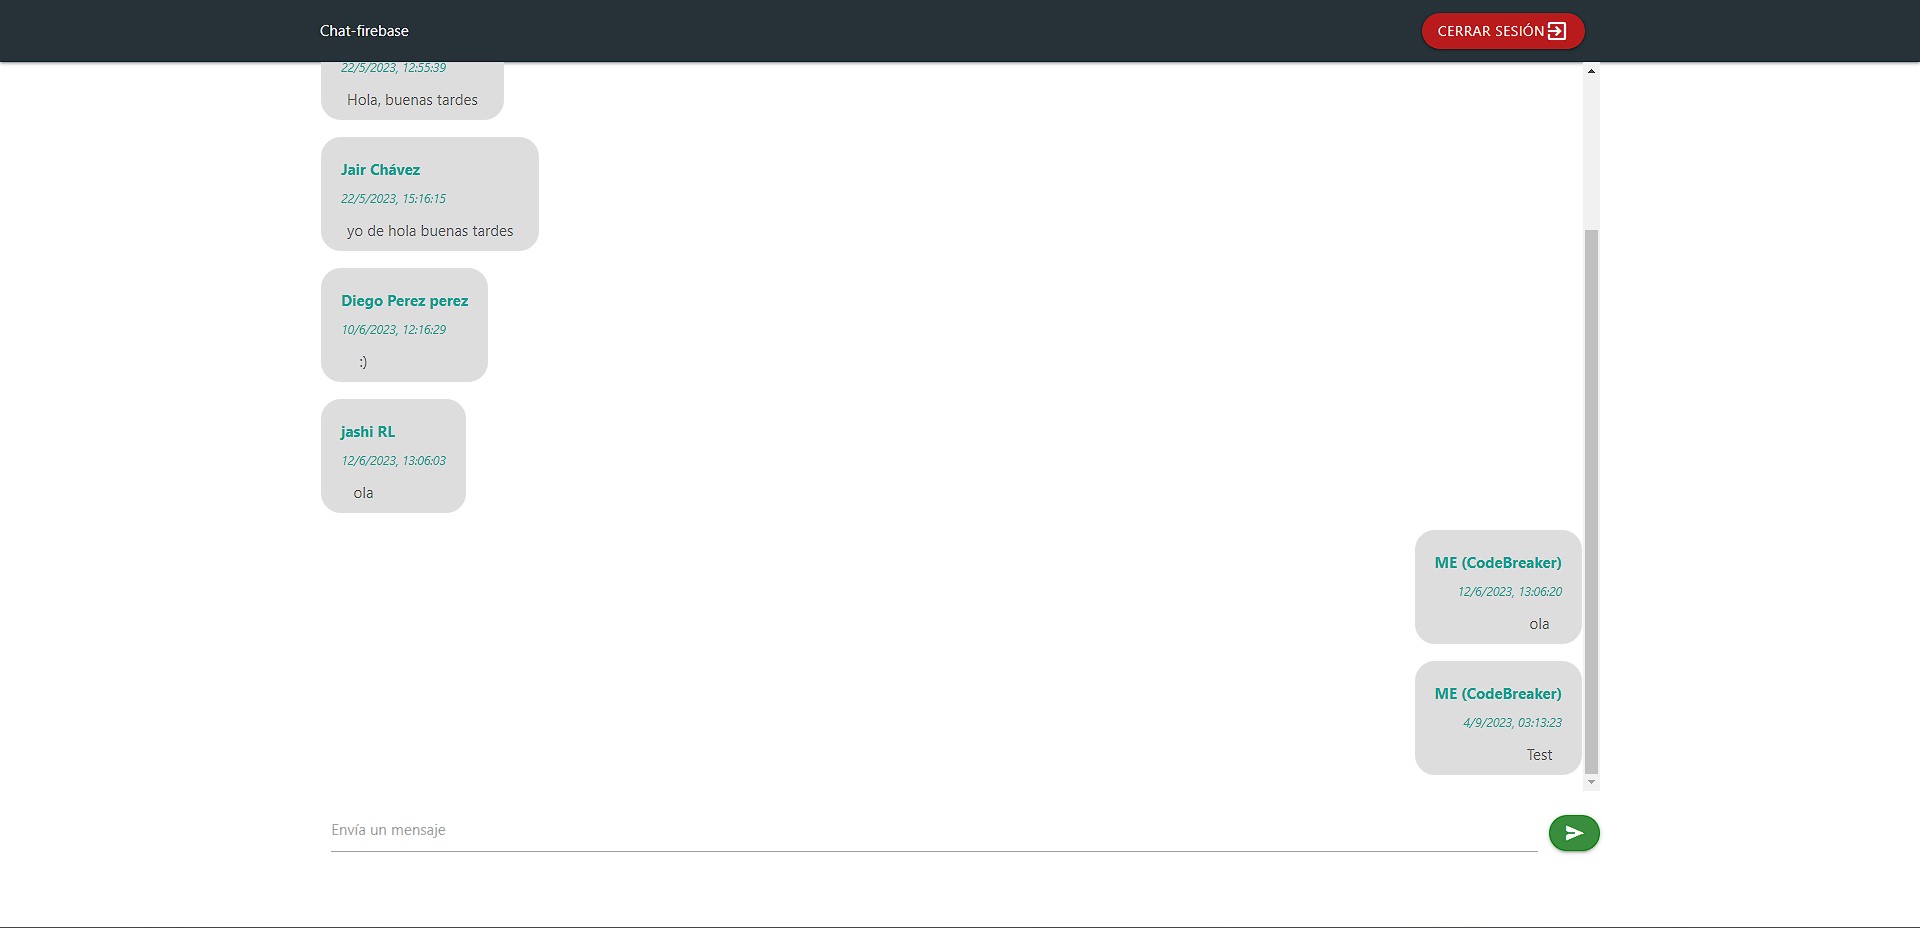 Chat-firebase
CERRAR SESIÓN
22/5/2023, 12:55:39
Hola, buenas tardes
Jair Chávez
22/5/2023, 15:16:15
yo de hola buenas tardes
Diego Perez perez
10/6/2023, 12:16:29
:)
jashi RL
12/6/2023, 13:06:03
ola
ME (CodeBreaker)
12/6/2023, 13:06:20
ola
ME (CodeBreaker)
4/9/2023, 03:13:23
Test
Envía un mensaje